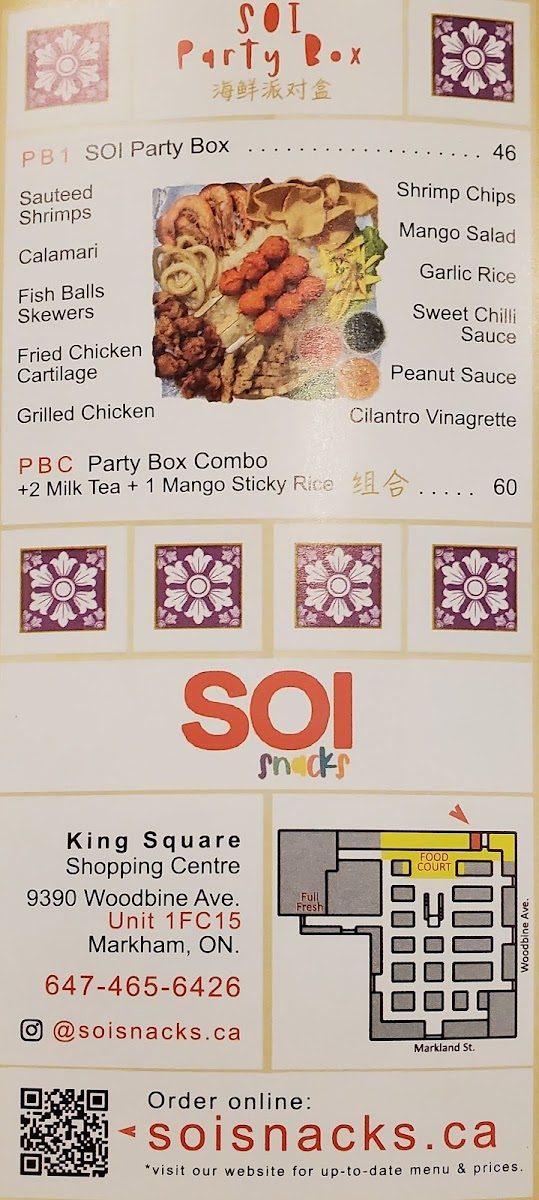 SOI
Party Box
海鲜派对盒
PB1 SOI Party Box .................... 46
Sauteed
Shrimps
Calamari
Fish Balls
Skewers
Fried Chicken
Cartilage
Grilled Chicken
Shrimp Chips
Mango Salad
Garlic Rice
Sweet Chilli
Sauce
Peanut Sauce
Cilantro Vinagrette
PBC Party Box Combo
+2 Milk Tea + 1 Mango Sticky Rice 组合 ..... 60
SOI
snacks
King Square
Shopping Centre
9390 Woodbine Ave.
Unit 1FC15
Markham, ON.
647-465-6426
@soisnacks.ca
FOOD
COURT
Full
Fresh
Woodbine Ave.
Markland St.
Order online:
soisnacks.ca
*visit our website for up-to-date menu & prices.